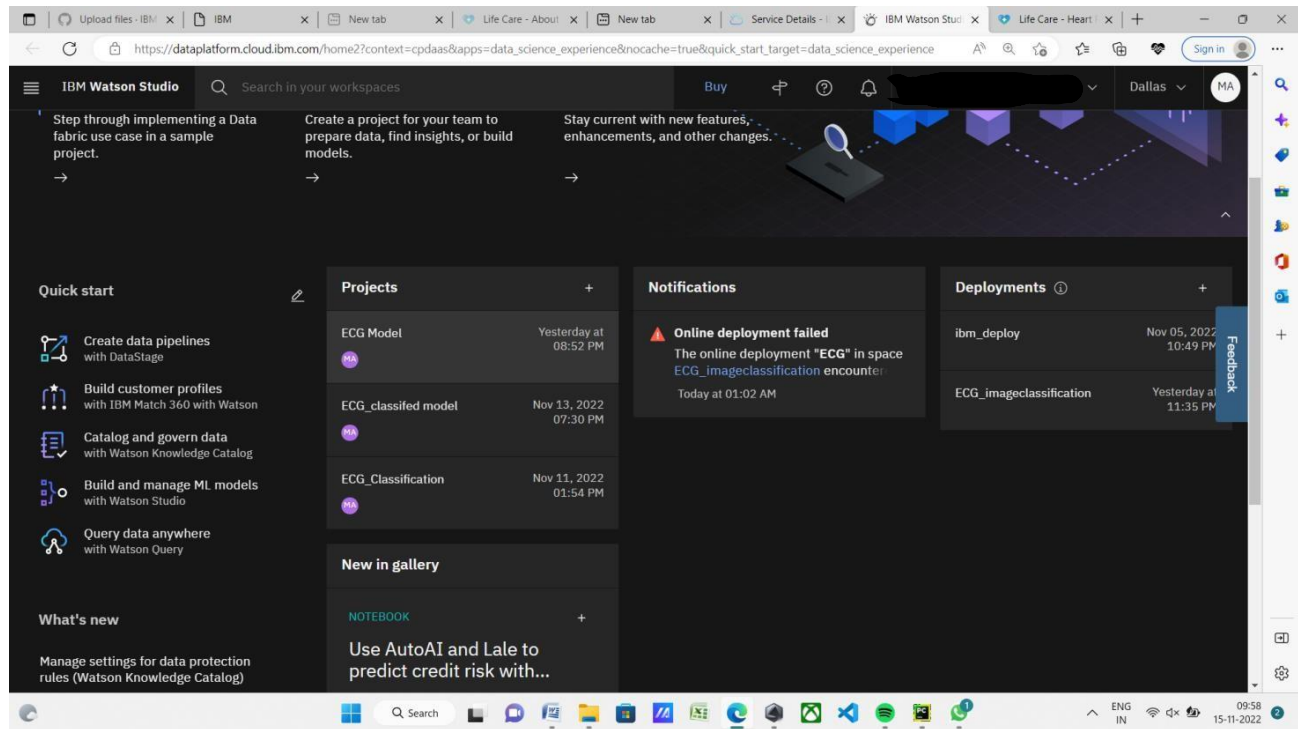 Upload files · IBM
IBM
New tab
Life Care - About
New tab
Service Details - I
IBM Watson Stud
Life Care - Heart
https://dataplatform.cloud.ibm.com/home2?context=cpdaas&apps=data_science_experience&nocache=true&quick_start_target=data_science_experience
Sign in
IBM Watson Studio
Search in your workspaces
Buy
Dallas
MA
Step through implementing a Data
fabric use case in a sample
project.
Create a project for your team to
prepare data, find insights, or build
models.
Stay current with new features,
enhancements, and other changes.
Quick start
Create data pipelines
with DataStage
Build customer profiles
with IBM Match 360 with Watson
Catalog and govern data
with Watson Knowledge Catalog
Build and manage ML models
with Watson Studio
Query data anywhere
with Watson Query
What's new
Manage settings for data protection
rules (Watson Knowledge Catalog)
Projects
ECG Model
Yesterday at
08:52 PM
MA
ECG_classifed model
Nov 13, 2022
07:30 PM
MA
ECG_Classification
Nov 11, 2022
01:54 PM
MA
New in gallery
NOTEBOOK
Use AutoAI and Lale to
predict credit risk with...
Notifications
Online deployment failed
The online deployment "ECG" in space
ECG_imageclassification encounter
Today at 01:02 AM
Deployments
ibm_deploy
Nov 05, 2022
10:49 PM
ECG_imageclassification
Yesterday at
11:35 PM
Feedback
Search
ENG
IN
09:58
15-11-2022
2